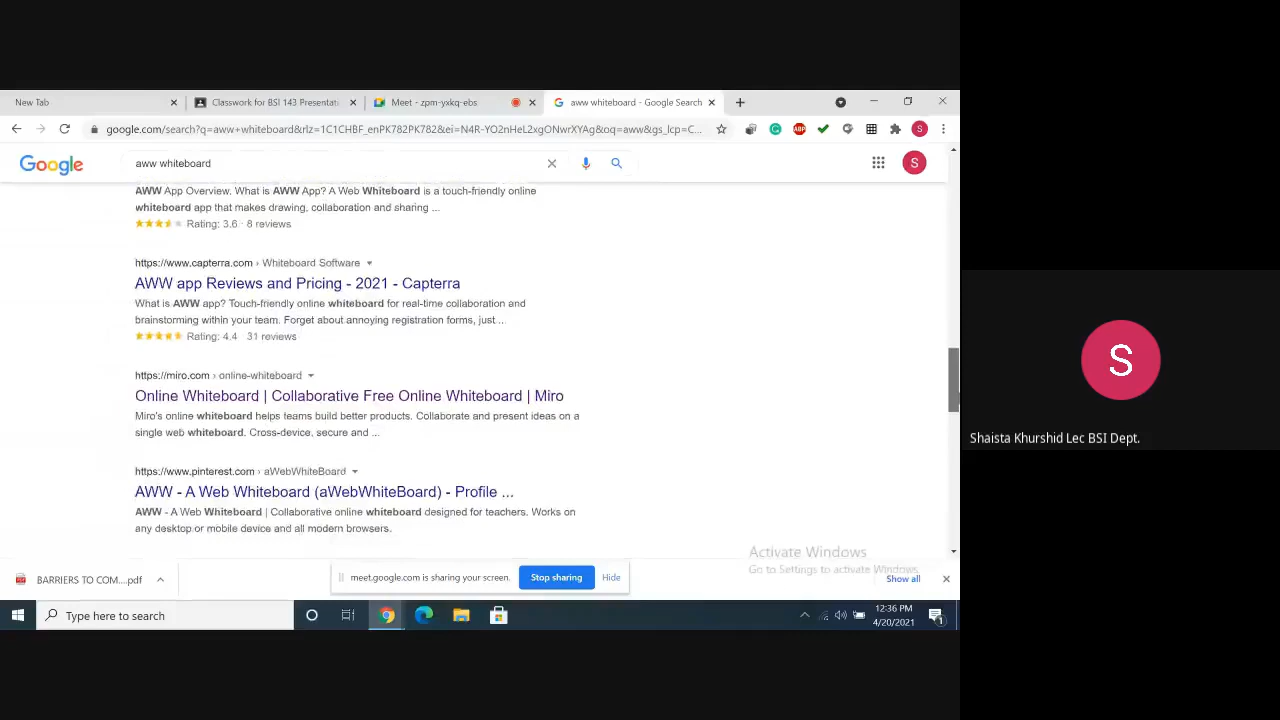 New Tab
Classwork for BSI 143 Presentati
Meet - zpm-yxkq-ebs
aww whiteboard - Google Search
google.com/search?q=aww+whiteboard&rlz=1C1CHBF_enPK782PK782&ei=N4R-YO2nHeL2xgONwrXYAg&oq=aww&gs_lcp=C...
S
Google
aww whiteboard
S
AWW App Overview. What is AWW App? A Web Whiteboard is a touch-friendly online
whiteboard app that makes drawing, collaboration and sharing ...
Rating: 3.6 · 8 reviews
https://www.capterra.com › Whiteboard Software
AWW app Reviews and Pricing - 2021 - Capterra
What is AWW app? Touch-friendly online whiteboard for real-time collaboration and
brainstorming within your team. Forget about annoying registration forms, just ...
Rating: 4.4 · 31 reviews
https://miro.com › online-whiteboard
Online Whiteboard | Collaborative Free Online Whiteboard | Miro
Miro's online whiteboard helps teams build better products. Collaborate and present ideas on a
single web whiteboard. Cross-device, secure and ...
https://www.pinterest.com › aWebWhiteBoard
AWW - A Web Whiteboard (aWebWhiteBoard) - Profile ...
AWW - A Web Whiteboard | Collaborative online whiteboard designed for teachers. Works on
any desktop or mobile device and all modern browsers.
Activate Windows
Go to Settings to activate Windows.
BARRIERS TO COM....pdf
meet.google.com is sharing your screen.
Stop sharing
Hide
Show all
Type here to search
12:36 PM
4/20/2021
1
S
Shaista Khurshid Lec BSI Dept.